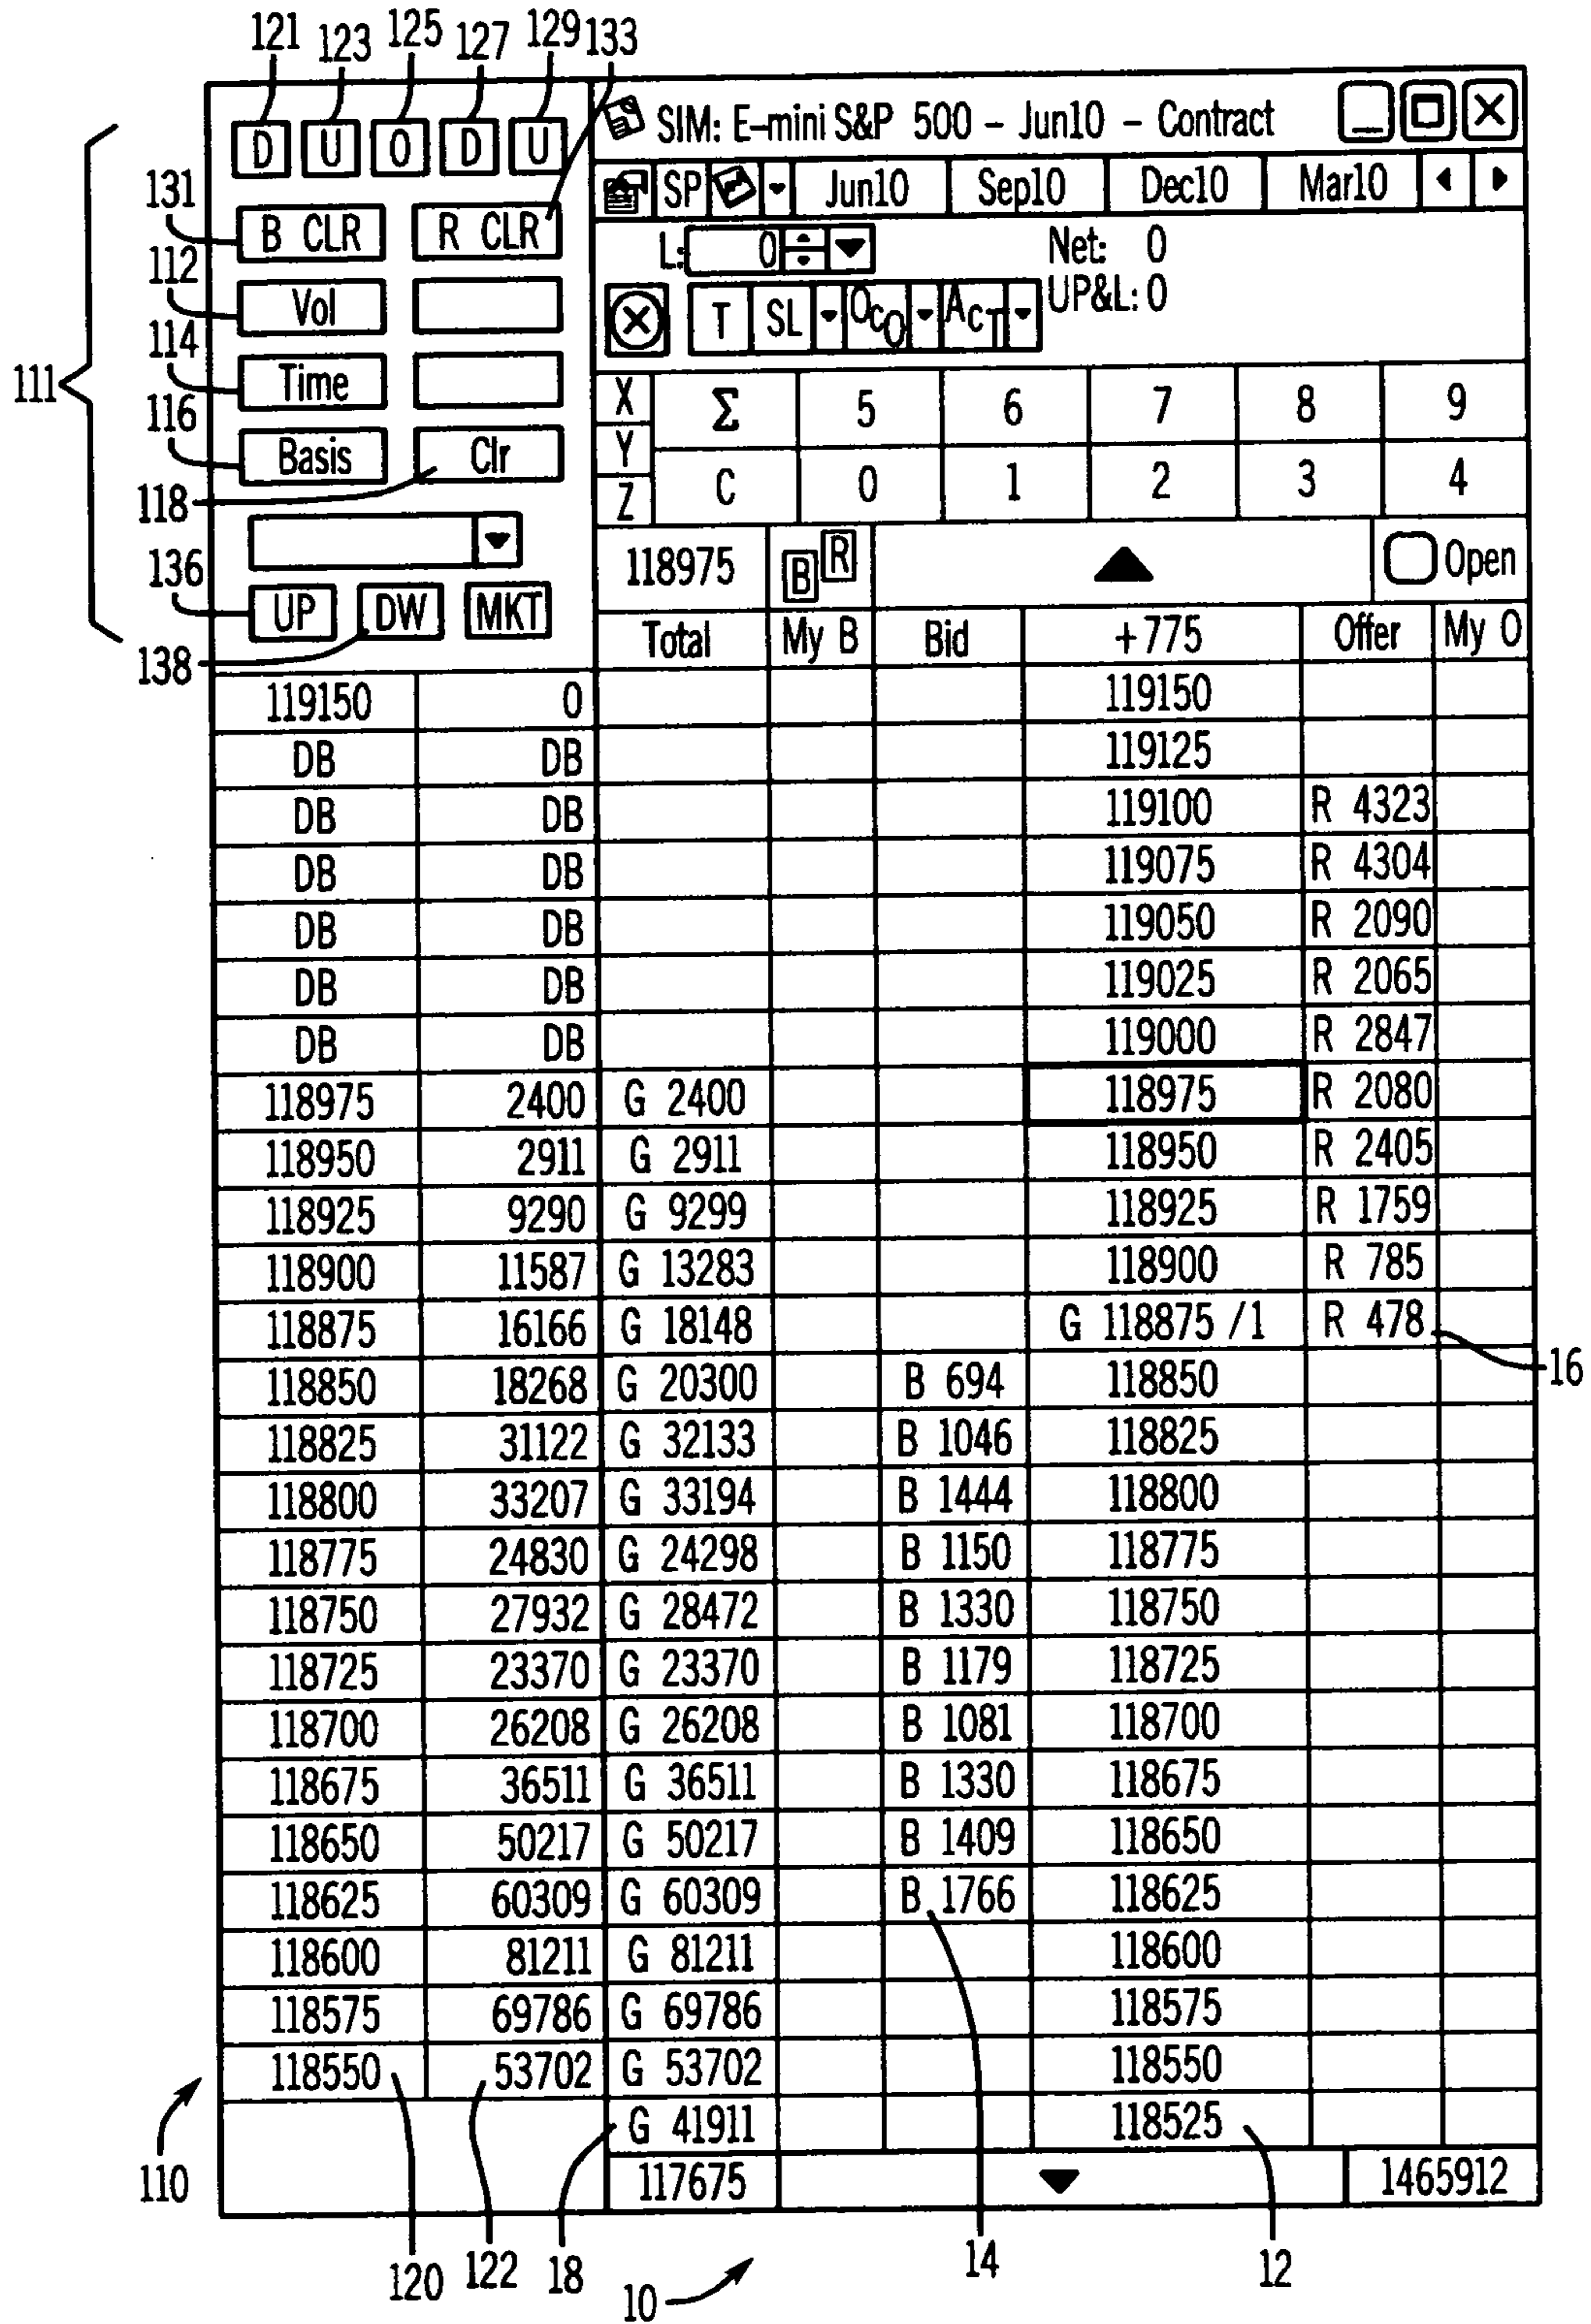 121 123 125 127 129 133
D U O D U
SIM: E-mini S&P 500 - Jun10 - Contract
SP Jun10 Sep10 Dec10 Mar10
131 B CLR R CLR
L: 0 Net: 0
112 Vol
T SL OCO ACT UP&L: 0
114 Time
111
X Σ 5 6 7 8 9
116 Basis Clr
Y
Z C 0 1 2 3 4
118
118975 B R Open
136 UP DW MKT
138
Total My B Bid +775 Offer My O
119150 0 119150
DB DB 119125
DB DB 119100 R 4323
DB DB 119075 R 4304
DB DB 119050 R 2090
DB DB 119025 R 2065
DB DB 119000 R 2847
118975 2400 G 2400 118975 R 2080
118950 2911 G 2911 118950 R 2405
118925 9290 G 9299 118925 R 1759
118900 11587 G 13283 118900 R 785
118875 16166 G 18148 G 118875 /1 R 478
16
118850 18268 G 20300 B 694 118850
118825 31122 G 32133 B 1046 118825
118800 33207 G 33194 B 1444 118800
118775 24830 G 24298 B 1150 118775
118750 27932 G 28472 B 1330 118750
118725 23370 G 23370 B 1179 118725
118700 26208 G 26208 B 1081 118700
118675 36511 G 36511 B 1330 118675
118650 50217 G 50217 B 1409 118650
118625 60309 G 60309 B 1766 118625
118600 81211 G 81211 118600
118575 69786 G 69786 118575
118550 53702 G 53702 118550
G 41911 118525
110 117675 1465912
120 122 18 10 14 12